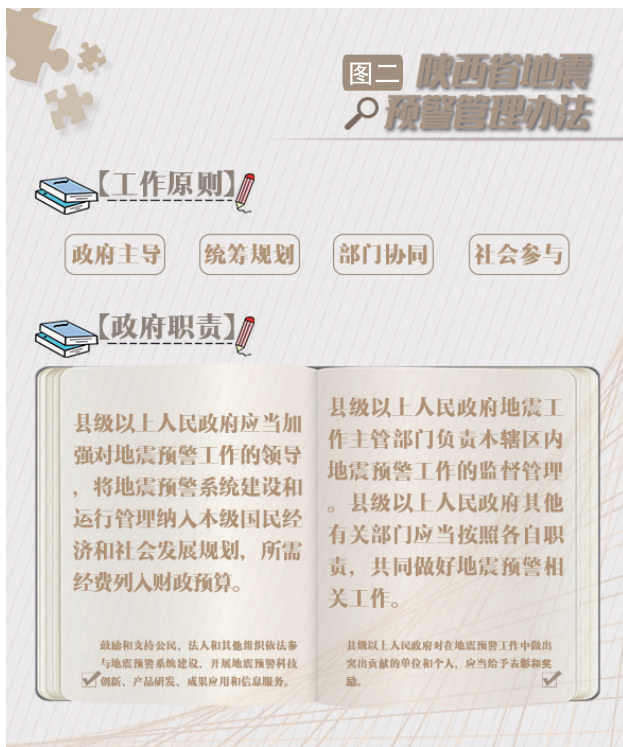 图二 陕西省地震
预警管理办法
【工作原则】
政府主导 统筹规划 部门协同 社会参与
【政府职责】
县级以上人民政府应当加
强对地震预警工作的领导
，将地震预警系统建设和
运行管理纳入本级国民经
济和社会发展规划，所需
经费列入财政预算。
鼓励和支持公民、法人和其他组织依法参
与地震预警系统建设，开展地震预警科技
创新、产品研发、成果应用和信息服务。
县级以上人民政府地震工
作主管部门负责本辖区内
地震预警工作的监督管理
。县级以上人民政府其他
有关部门应当按照各自职
责，共同做好地震预警相
关工作。
县级以上人民政府对在地震预警工作中做出
突出贡献的单位和个人，应当给予表彰和奖
励。